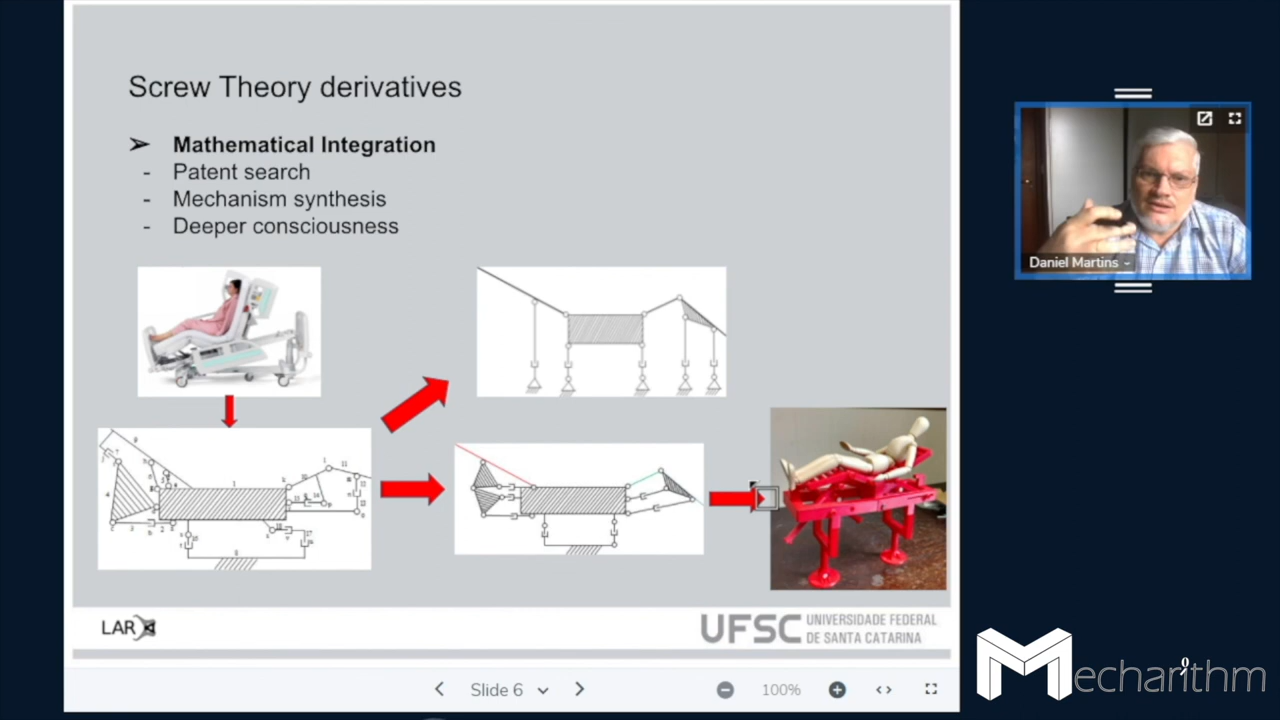 Screw Theory derivatives
➢ Mathematical Integration
- Patent search
- Mechanism synthesis
- Deeper consciousness
LAR
UFSC UNIVERSIDADE FEDERAL
DE SANTA CATARINA
Slide 6
100%
Daniel Martins
Mecharithm